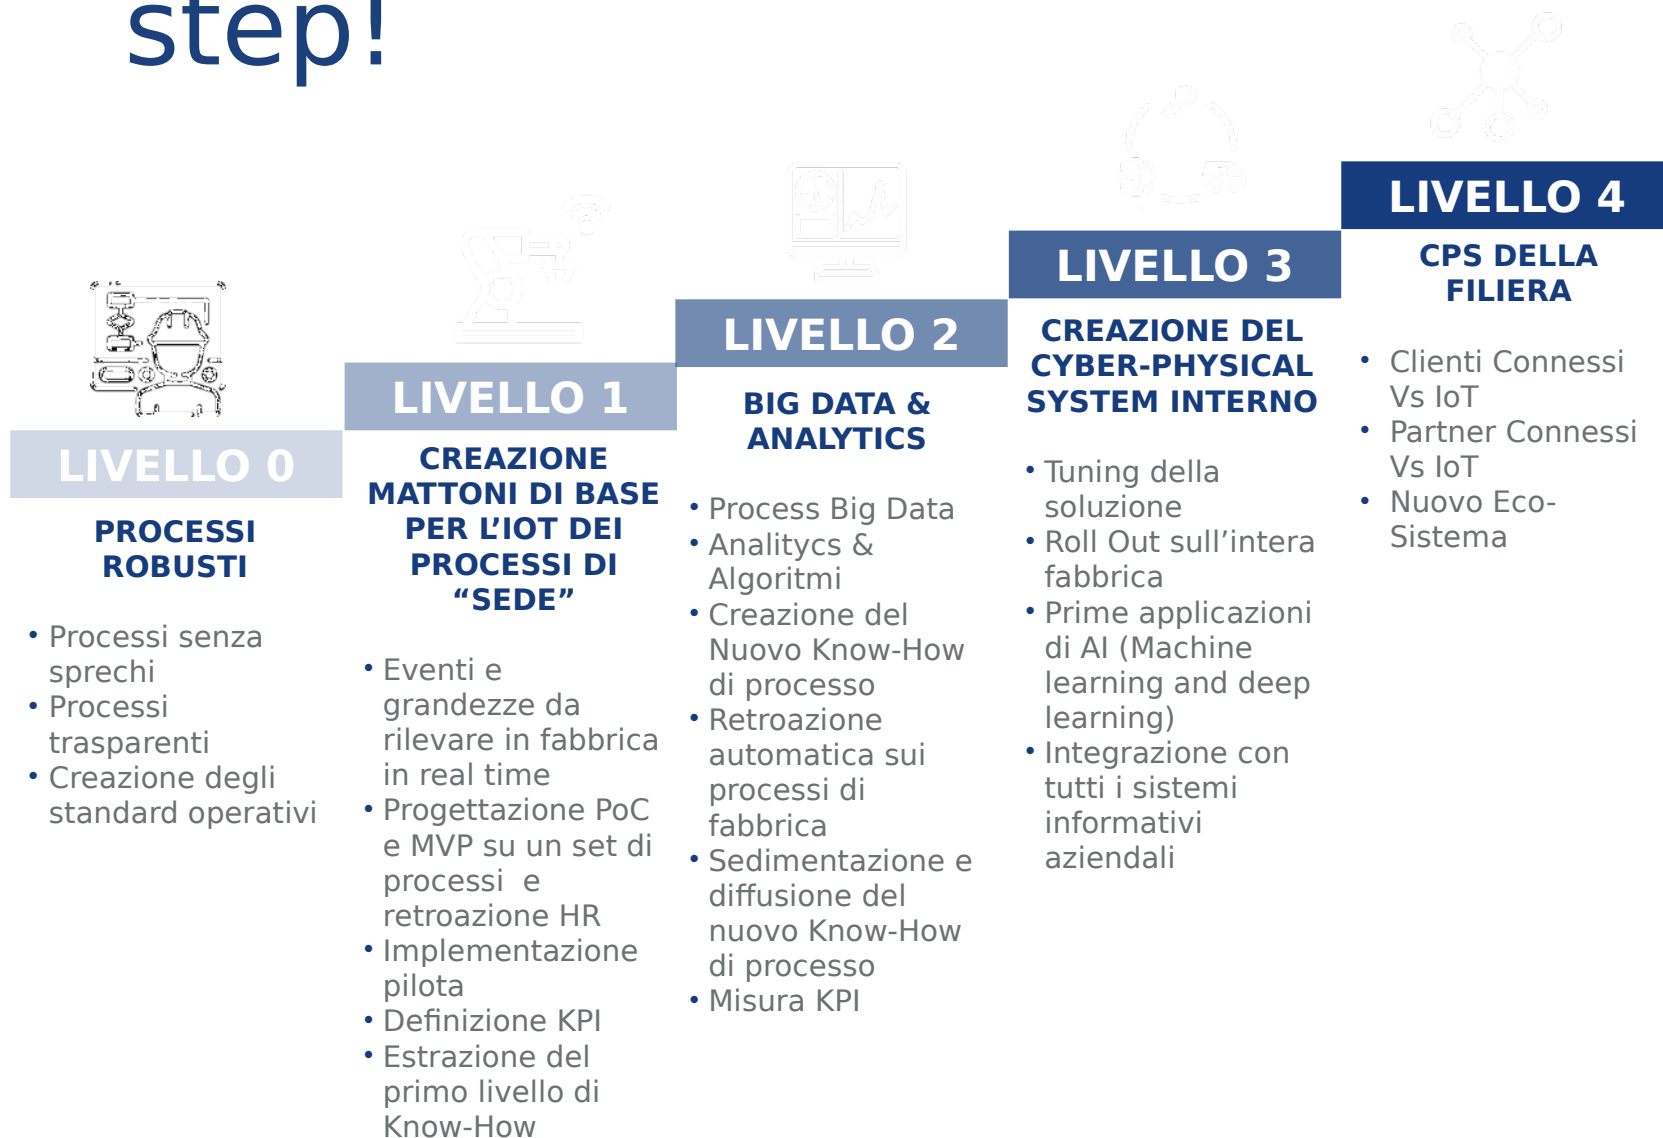 step!
LIVELLO 0
PROCESSI
ROBUSTI
• Processi senza
sprechi
• Processi
trasparenti
• Creazione degli
standard operativi
LIVELLO 1
CREAZIONE
MATTONI DI BASE
PER L’IOT DEI
PROCESSI DI
“SEDE”
• Eventi e
grandezze da
rilevare in fabbrica
in real time
• Progettazione PoC
e MVP su un set di
processi  e
retroazione HR
• Implementazione
pilota
• Definizione KPI
• Estrazione del
primo livello di
Know-How
LIVELLO 2
BIG DATA &
ANALYTICS
• Process Big Data
• Analitycs &
Algoritmi
• Creazione del
Nuovo Know-How
di processo
• Retroazione
automatica sui
processi di
fabbrica
• Sedimentazione e
diffusione del
nuovo Know-How
di processo
• Misura KPI
LIVELLO 3
CREAZIONE DEL
CYBER-PHYSICAL
SYSTEM INTERNO
• Tuning della
soluzione
• Roll Out sull’intera
fabbrica
• Prime applicazioni
di AI (Machine
learning and deep
learning)
• Integrazione con
tutti i sistemi
informativi
aziendali
LIVELLO 4
CPS DELLA
FILIERA
• Clienti Connessi
Vs IoT
• Partner Connessi
Vs IoT
• Nuovo Eco-
Sistema